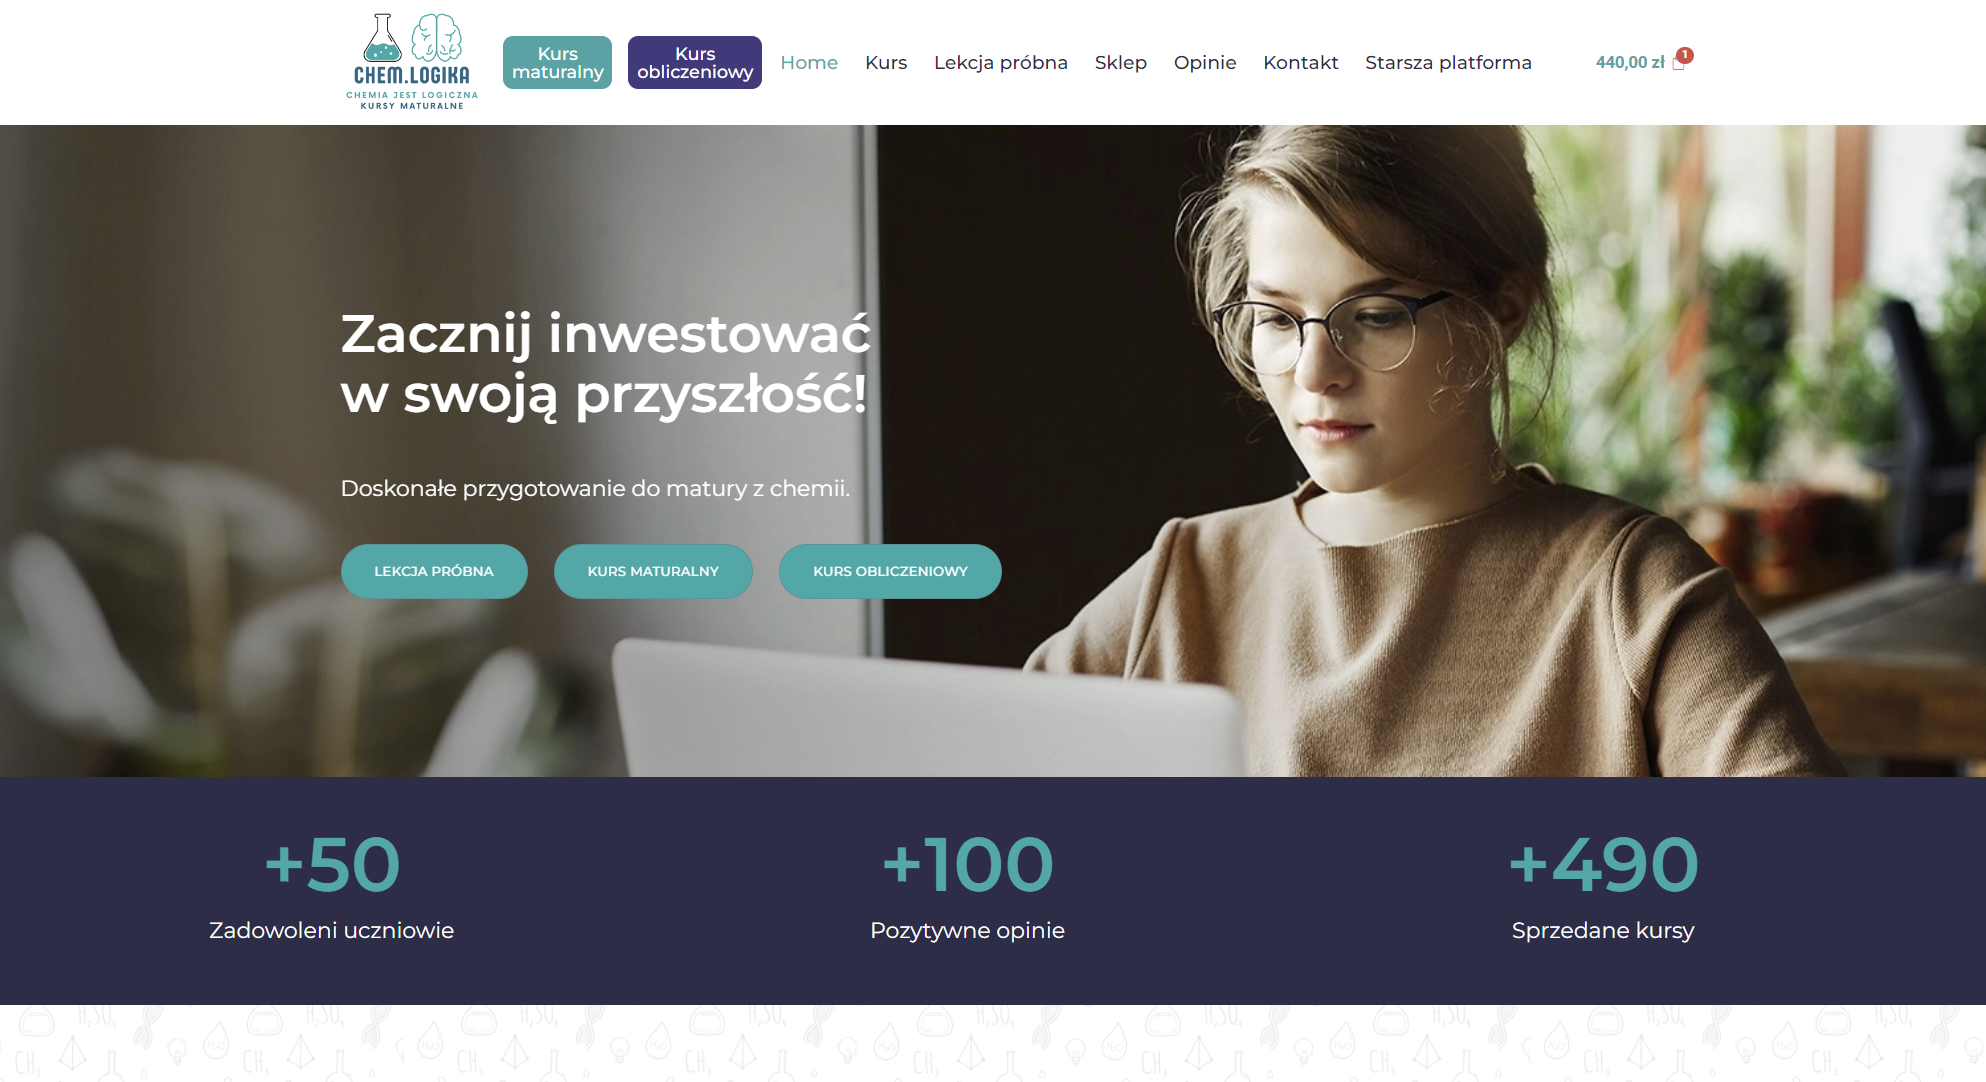 CHEM.LOGIKA
CHEMIA JEST LOGICZNA
KURSY MATURALNE
Kurs
maturalny
Kurs
obliczeniowy
Home
Kurs
Lekcja próbna
Sklep
Opinie
Kontakt
Starsza platforma
440,00 zł
1
Zacznij inwestować
w swoją przyszłość!
Doskonałe przygotowanie do matury z chemii.
LEKCJA PRÓBNA
KURS MATURALNY
KURS OBLICZENIOWY
+50
Zadowoleni uczniowie
+100
Pozytywne opinie
+490
Sprzedane kursy